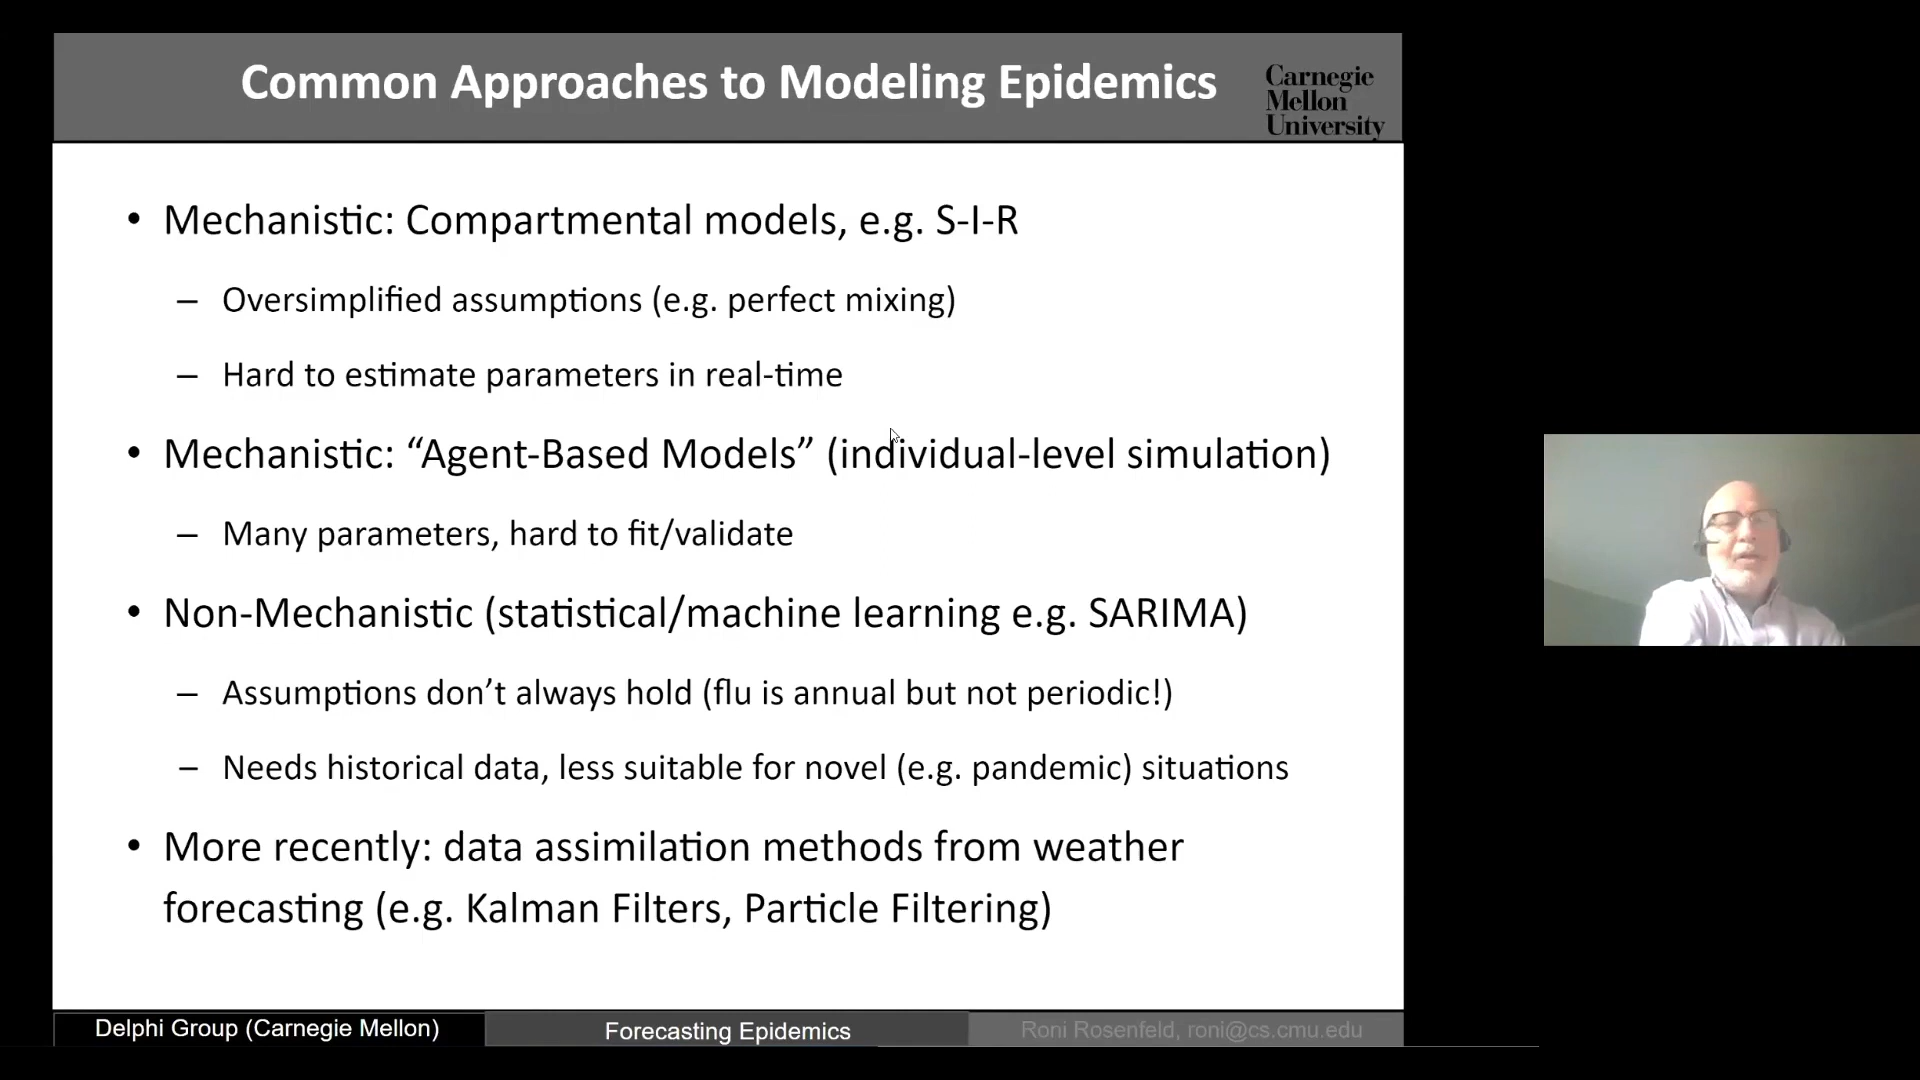 Common Approaches to Modeling Epidemics
Carnegie
Mellon
University
• Mechanistic: Compartmental models, e.g. S-I-R
– Oversimplified assumptions (e.g. perfect mixing)
– Hard to estimate parameters in real-time
• Mechanistic: “Agent-Based Models” (individual-level simulation)
– Many parameters, hard to fit/validate
• Non-Mechanistic (statistical/machine learning e.g. SARIMA)
– Assumptions don’t always hold (flu is annual but not periodic!)
– Needs historical data, less suitable for novel (e.g. pandemic) situations
• More recently: data assimilation methods from weather
forecasting (e.g. Kalman Filters, Particle Filtering)
Delphi Group (Carnegie Mellon)
Forecasting Epidemics
Roni Rosenfeld, roni@cs.cmu.edu